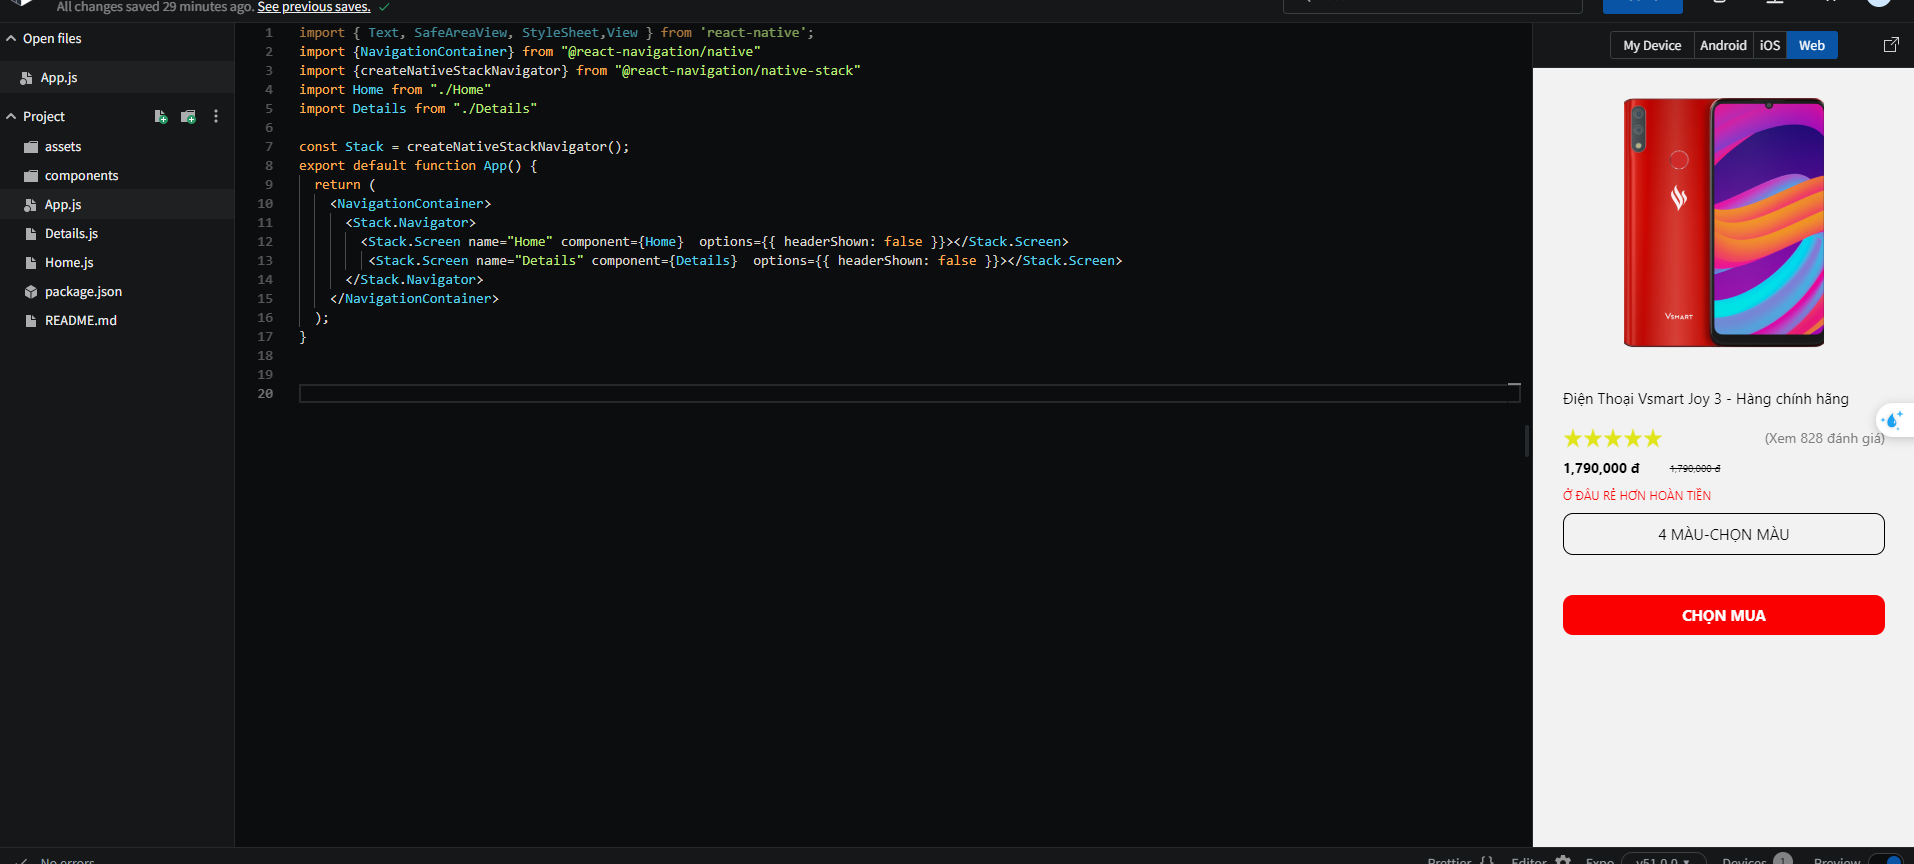 All changes saved 29 minutes ago. See previous saves.
Open files
App.js
Project
assets
components
App.js
Details.js
Home.js
package.json
README.md
1 import { Text, SafeAreaView, StyleSheet,View } from 'react-native';
2 import {NavigationContainer} from "@react-navigation/native"
3 import {createNativeStackNavigator} from "@react-navigation/native-stack"
4 import Home from "./Home"
5 import Details from "./Details"
6
7 const Stack = createNativeStackNavigator();
8 export default function App() {
9 return (
10 <NavigationContainer>
11 <Stack.Navigator>
12 <Stack.Screen name="Home" component={Home} options={{ headerShown: false }}></Stack.Screen>
13 <Stack.Screen name="Details" component={Details} options={{ headerShown: false }}></Stack.Screen>
14 </Stack.Navigator>
15 </NavigationContainer>
16 );
17 }
18
19
20
My Device Android iOS Web
VSMART
Điện Thoại Vsmart Joy 3 - Hàng chính hãng
(Xem 828 đánh giá)
1,790,000 đ 1,790,000 đ
Ở ĐÂU RẺ HƠN HOÀN TIỀN
4 MÀU-CHỌN MÀU
CHỌN MUA
No errors
Prettier { } Editor Expo v51.0.0 Devices 1 Preview